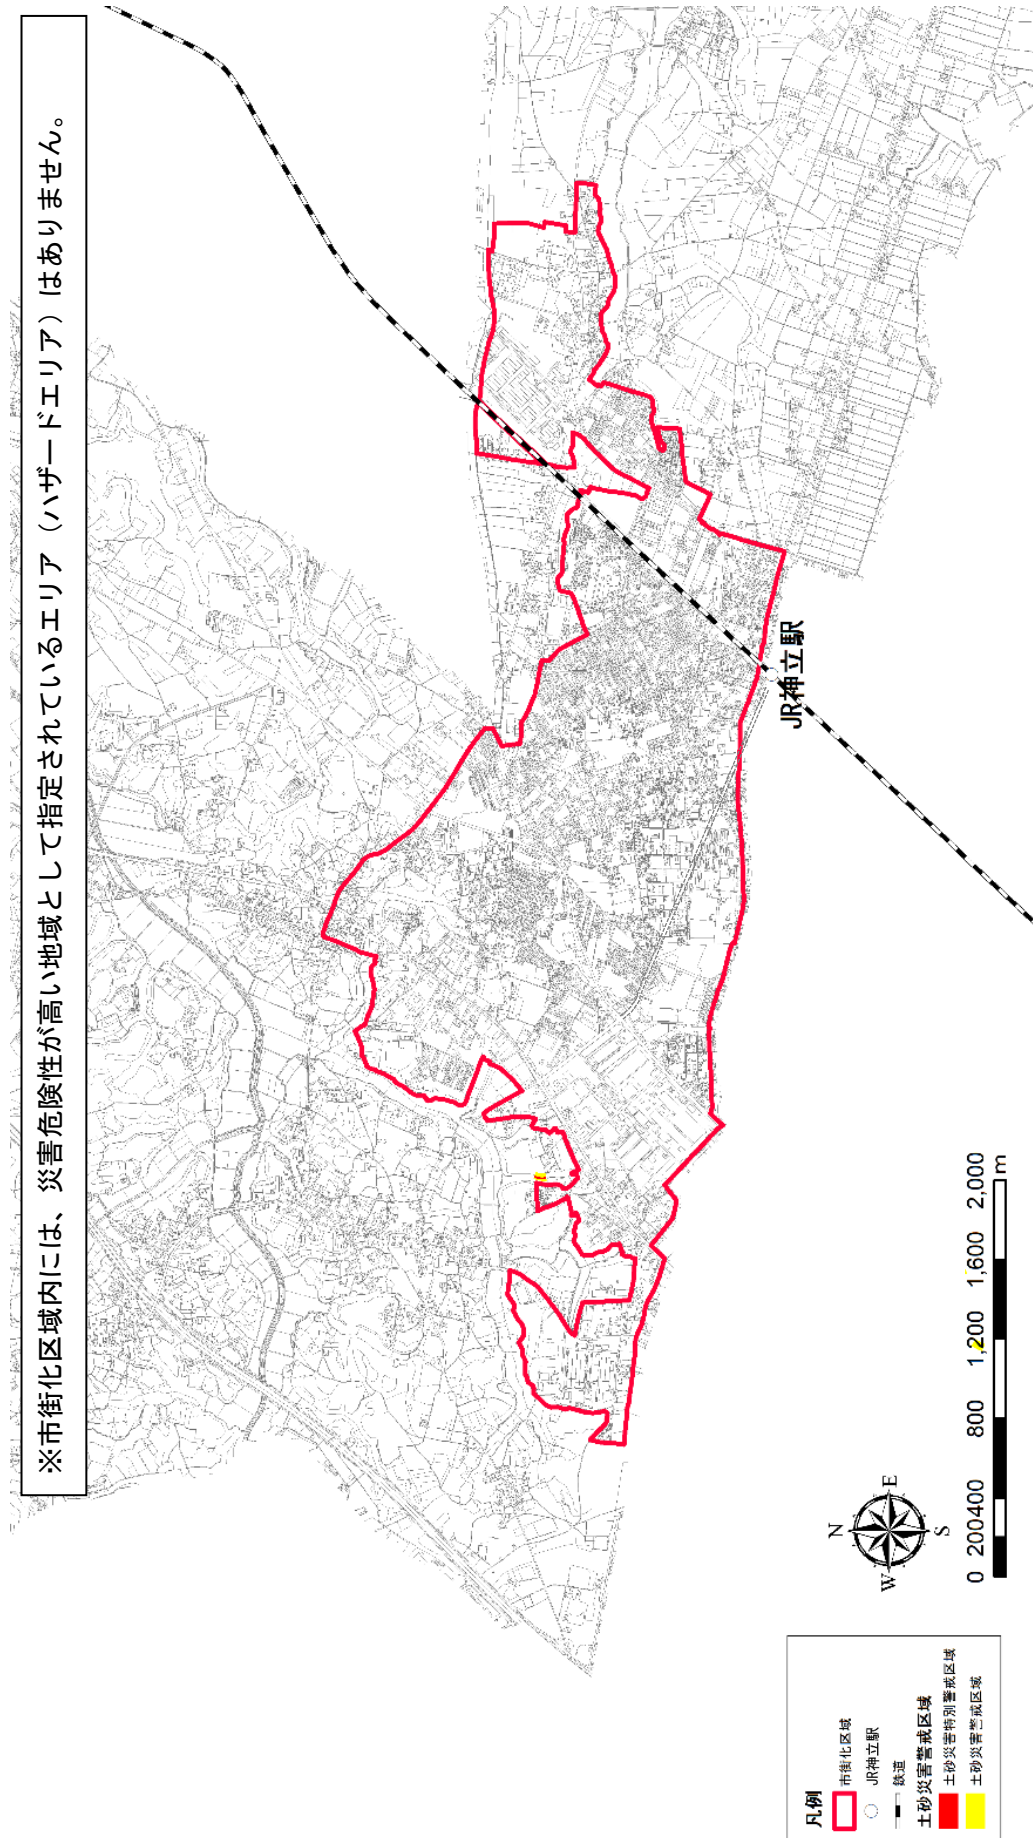 ※市街化区域内には、災害危険性が高い地域として指定されているエリア（ハザードエリア）はありません。
JR神立駅
N
W
E
S
0 200400 800 1,200 1,600 2,000
m
凡例
市街化区域
JR神立駅
鉄道
土砂災害警戒区域
土砂災害特別警戒区域
土砂災害警戒区域